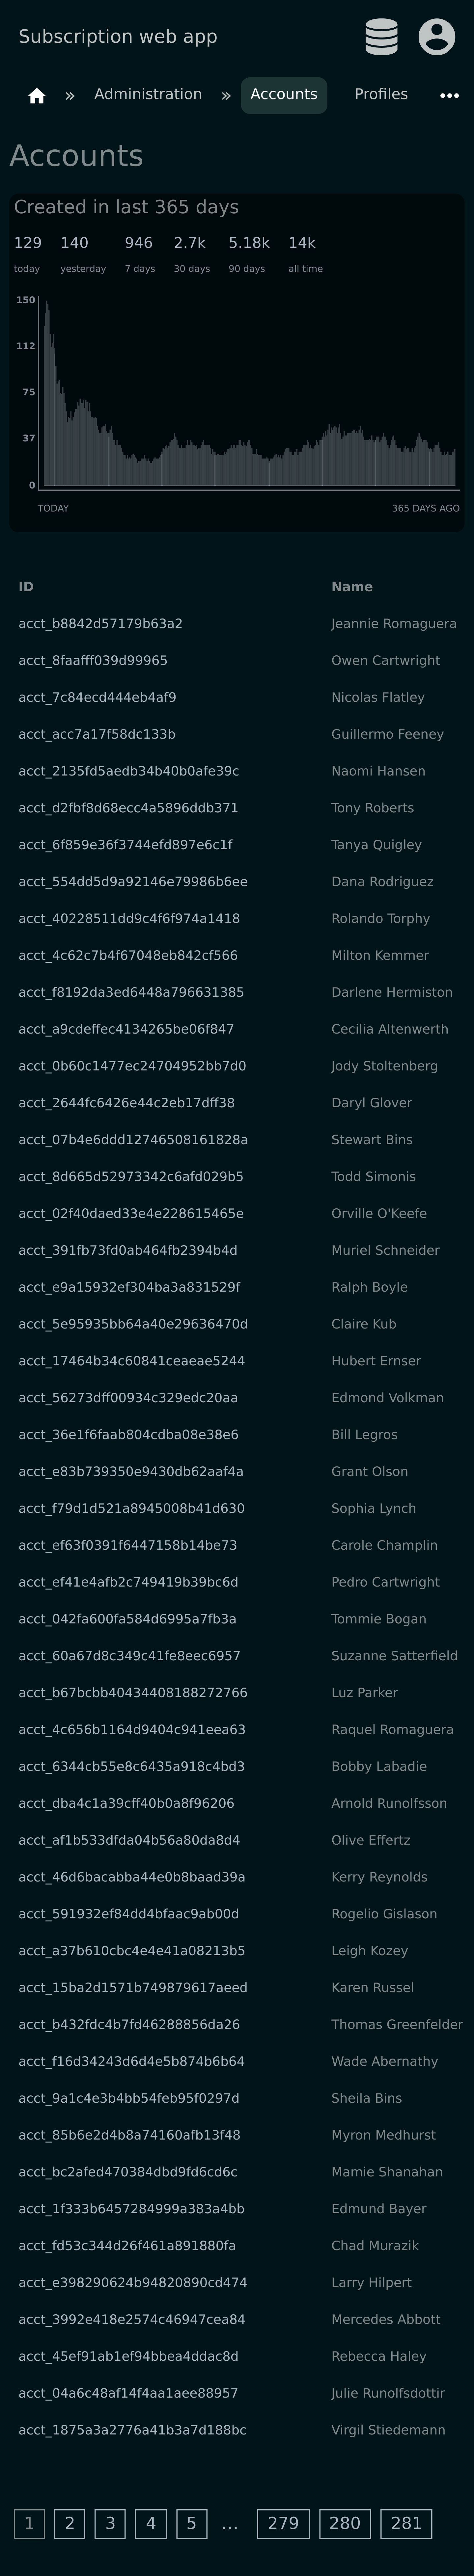 Subscription web app
» Administration » Accounts Profiles
Accounts
Created in last 365 days
129 140 946 2.7k 5.18k 14k
today yesterday 7 days 30 days 90 days all time
150
112
75
37
0
TODAY 365 DAYS AGO
ID Name
acct_b8842d57179b63a2 Jeannie Romaguera
acct_8faafff039d99965 Owen Cartwright
acct_7c84ecd444eb4af9 Nicolas Flatley
acct_acc7a17f58dc133b Guillermo Feeney
acct_2135fd5aedb34b40b0afe39c Naomi Hansen
acct_d2fbf8d68ecc4a5896ddb371 Tony Roberts
acct_6f859e36f3744efd897e6c1f Tanya Quigley
acct_554dd5d9a92146e79986b6ee Dana Rodriguez
acct_40228511dd9c4f6f974a1418 Rolando Torphy
acct_4c62c7b4f67048eb842cf566 Milton Kemmer
acct_f8192da3ed6448a796631385 Darlene Hermiston
acct_a9cdeffec4134265be06f847 Cecilia Altenwerth
acct_0b60c1477ec24704952bb7d0 Jody Stoltenberg
acct_2644fc6426e44c2eb17dff38 Daryl Glover
acct_07b4e6ddd12746508161828a Stewart Bins
acct_8d665d52973342c6afd029b5 Todd Simonis
acct_02f40daed33e4e228615465e Orville O'Keefe
acct_391fb73fd0ab464fb2394b4d Muriel Schneider
acct_e9a15932ef304ba3a831529f Ralph Boyle
acct_5e95935bb64a40e29636470d Claire Kub
acct_17464b34c60841ceaeae5244 Hubert Ernser
acct_56273dff00934c329edc20aa Edmond Volkman
acct_36e1f6faab804cdba08e38e6 Bill Legros
acct_e83b739350e9430db62aaf4a Grant Olson
acct_f79d1d521a8945008b41d630 Sophia Lynch
acct_ef63f0391f6447158b14be73 Carole Champlin
acct_ef41e4afb2c749419b39bc6d Pedro Cartwright
acct_042fa600fa584d6995a7fb3a Tommie Bogan
acct_60a67d8c349c41fe8eec6957 Suzanne Satterfield
acct_b67bcbb40434408188272766 Luz Parker
acct_4c656b1164d9404c941eea63 Raquel Romaguera
acct_6344cb55e8c6435a918c4bd3 Bobby Labadie
acct_dba4c1a39cff40b0a8f96206 Arnold Runolfsson
acct_af1b533dfda04b56a80da8d4 Olive Effertz
acct_46d6bacabba44e0b8baad39a Kerry Reynolds
acct_591932ef84dd4bfaac9ab00d Rogelio Gislason
acct_a37b610cbc4e4e41a08213b5 Leigh Kozey
acct_15ba2d1571b749879617aeed Karen Russel
acct_b432fdc4b7fd46288856da26 Thomas Greenfelder
acct_f16d34243d6d4e5b874b6b64 Wade Abernathy
acct_9a1c4e3b4bb54feb95f0297d Sheila Bins
acct_85b6e2d4b8a74160afb13f48 Myron Medhurst
acct_bc2afed470384dbd9fd6cd6c Mamie Shanahan
acct_1f333b6457284999a383a4bb Edmund Bayer
acct_fd53c344d26f461a891880fa Chad Murazik
acct_e398290624b94820890cd474 Larry Hilpert
acct_3992e418e2574c46947cea84 Mercedes Abbott
acct_45ef91ab1ef94bbea4ddac8d Rebecca Haley
acct_04a6c48af14f4aa1aee88957 Julie Runolfsdottir
acct_1875a3a2776a41b3a7d188bc Virgil Stiedemann
1 2 3 4 5 ... 279 280 281